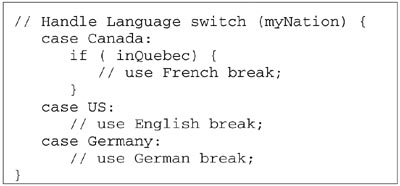 // Handle Language switch (myNation) {
case Canada:
if ( inQuebec) {
// use French break;
}
case US:
// use English break;
case Germany:
// use German break;
}